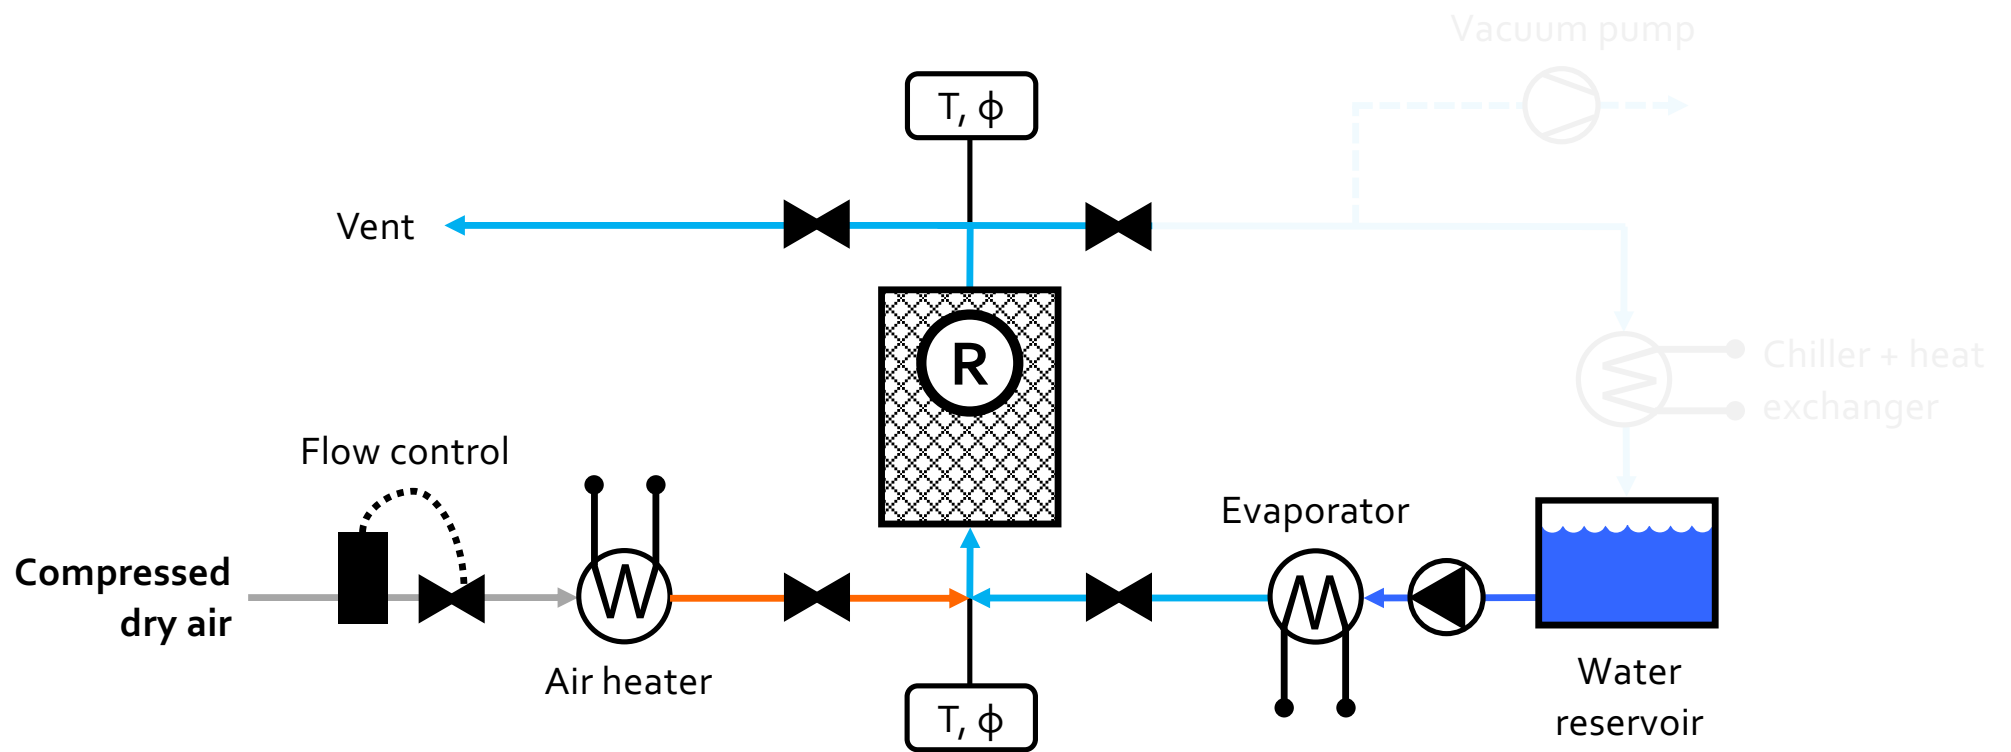 Vacuum pump
T, ϕ
Vent
R
Chiller + heat
exchanger
Flow control
Evaporator
Compressed
dry air
Air heater
T, ϕ
Water
reservoir